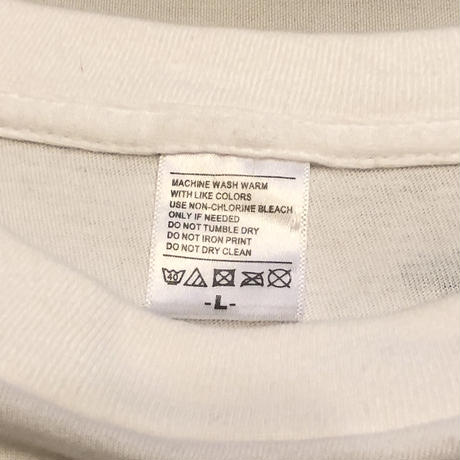 MACHINE WASH WARM
WITH LIKE COLORS
USE NON-CHLORINE BLEACH
ONLY IF NEEDED
DO NOT TUMBLE DRY
DO NOT IRON PRINT
DO NOT DRY CLEAN
40
-L-